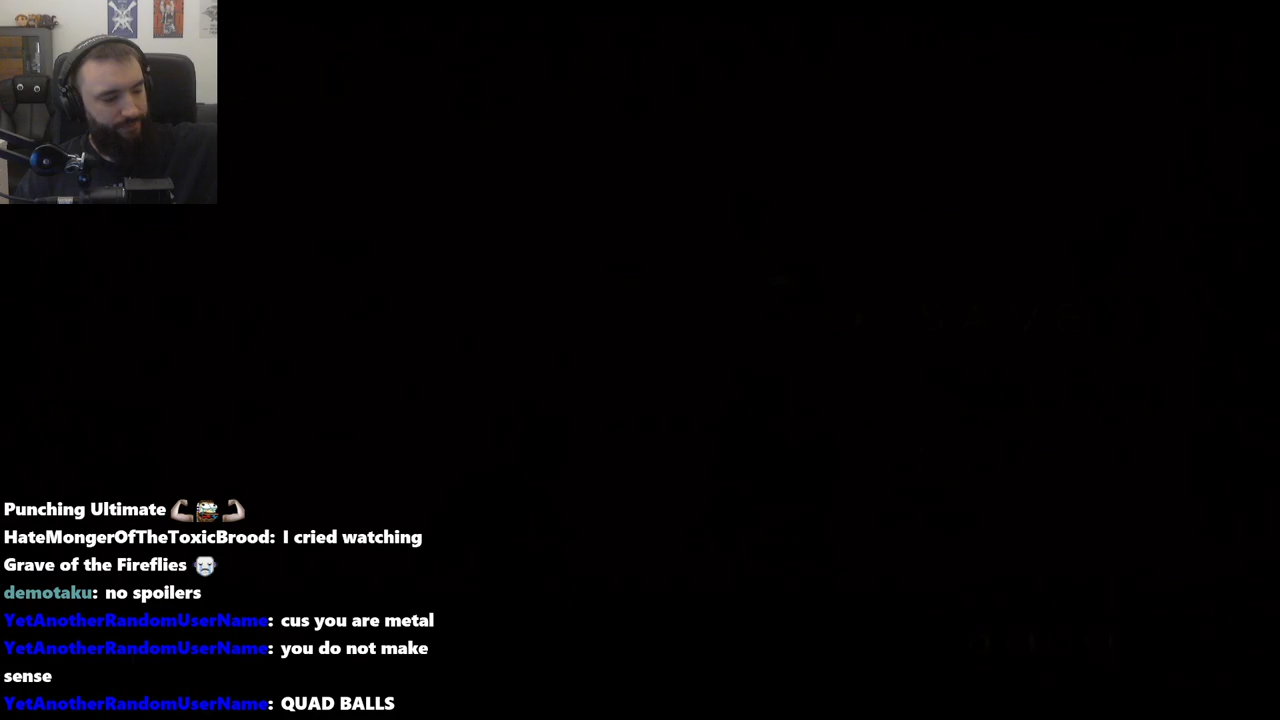 Punching Ultimate
HateMongerOfTheToxicBrood: I cried watching
Grave of the Fireflies
demotaku: no spoilers
YetAnotherRandomUserName: cus you are metal
YetAnotherRandomUserName: you do not make
sense
YetAnotherRandomUserName: QUAD BALLS